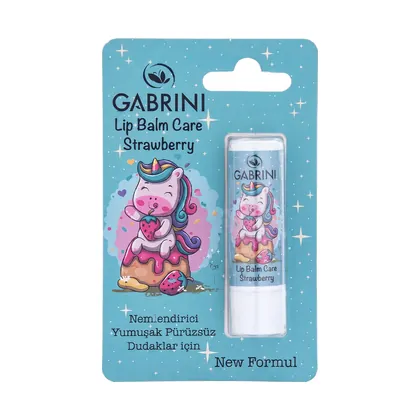 GABRINI
Lip Balm Care
Strawberry
GABRINI
Lip Balm Care
Strawberry
Nemlendirici
Yumuşak Pürüzsüz
Dudaklar için
New Formul